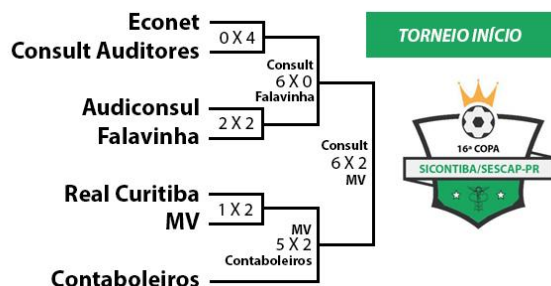 Econet
0 X 4
Consult Auditores
Audiconsul
2 X 2
Falavinha
Real Curitiba
1 X 2
MV
Contaboleiros
Consult
6 X 0
Falavinha
MV
5 X 2
Contaboleiros
Consult
6 X 2
MV
TORNEIO INÍCIO
16ª COPA
SICONTIBA/SESCAP-PR